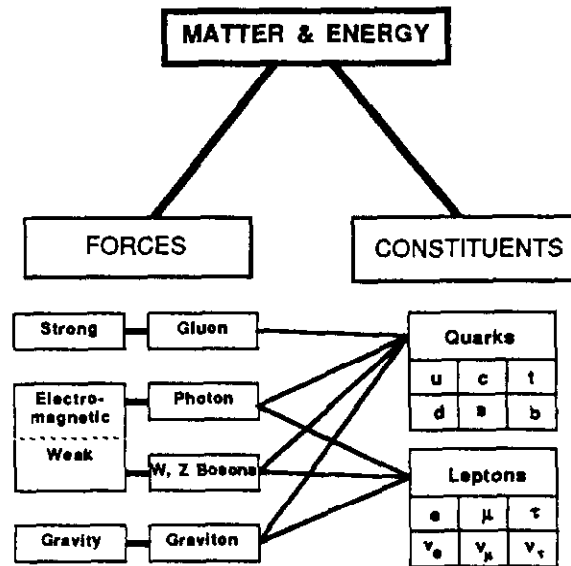 MATTER & ENERGY
FORCES
CONSTITUENTS
Strong
Gluon
Electro-
magnetic
Photon
Weak
W, Z Bosons
Gravity
Graviton
Quarks
u c t
d s b
Leptons
e μ τ
νe νμ ντ